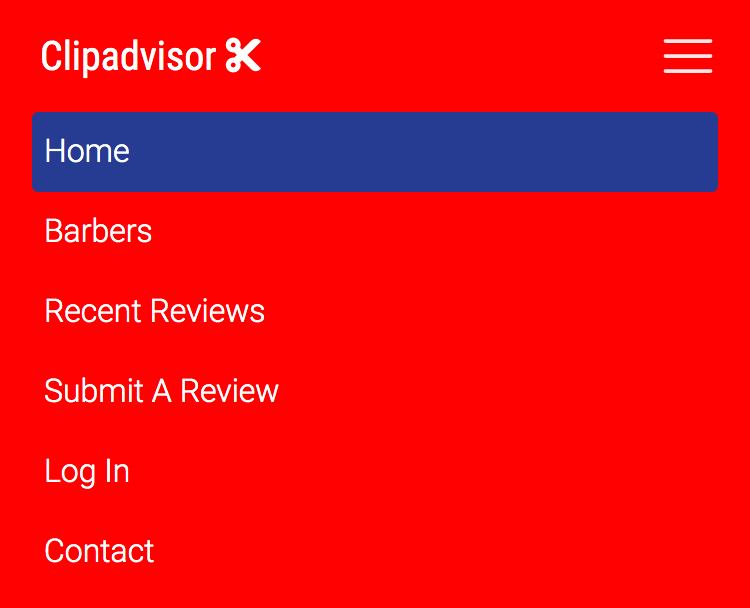 Clipadvisor
Home
Barbers
Recent Reviews
Submit A Review
Log In
Contact